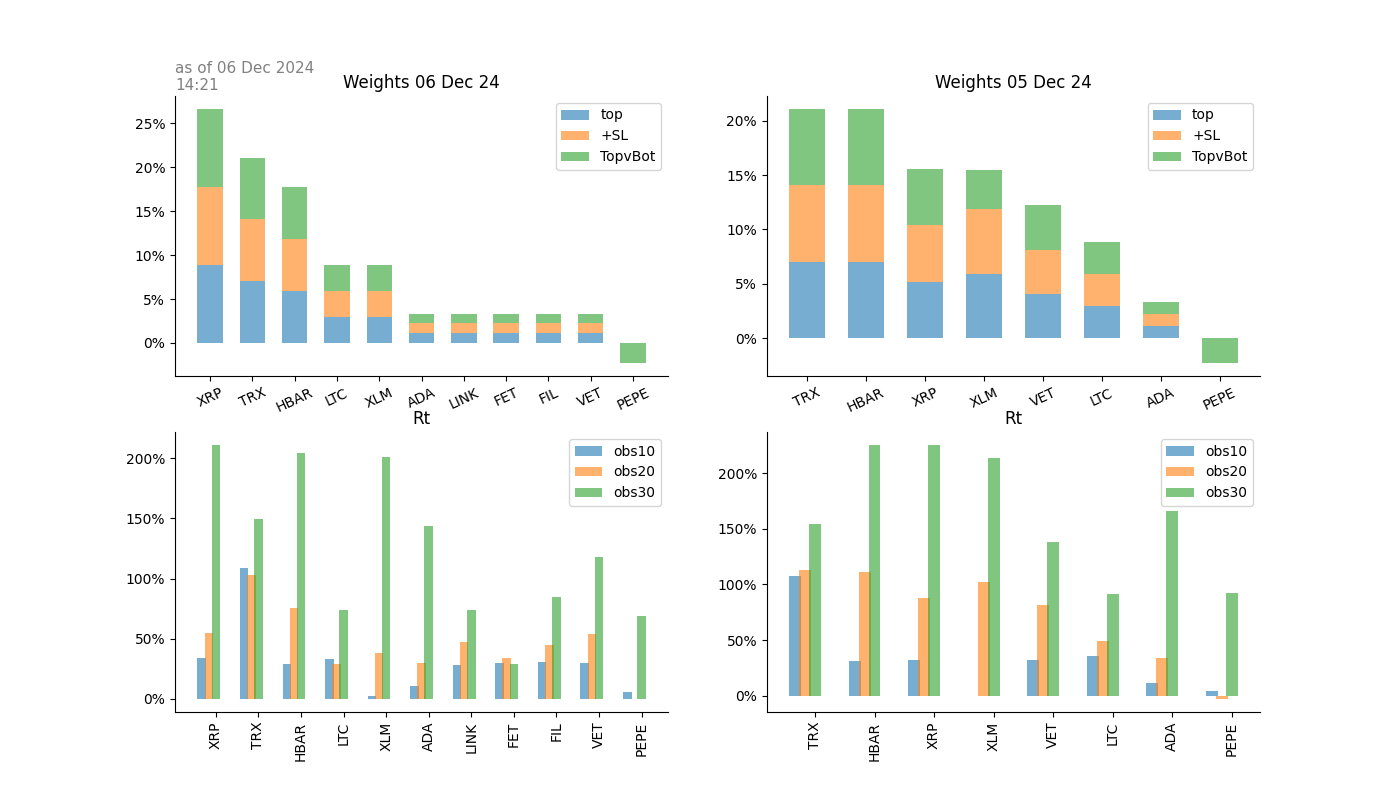 as of 06 Dec 2024
14:21
Weights 06 Dec 24
25%
20%
15%
10%
5%
0%
top
+SL
TopvBot
XRP TRX HBAR LTC XLM ADA LINK FET FIL VET PEPE
Weights 05 Dec 24
20%
15%
10%
5%
0%
top
+SL
TopvBot
TRX HBAR XRP XLM VET LTC ADA PEPE
Rt
200%
150%
100%
50%
0%
obs10
obs20
obs30
XRP TRX HBAR LTC XLM ADA LINK FET FIL VET PEPE
Rt
200%
150%
100%
50%
0%
obs10
obs20
obs30
TRX HBAR XRP XLM VET LTC ADA PEPE